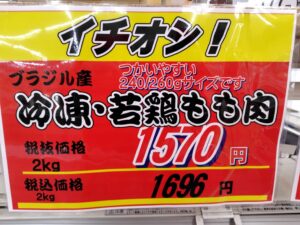 イチオシ!
ブラジル産
つかいやすい
240/260gサイズです
冷凍・若鶏もも肉
税抜価格
2kg
1570円
税込価格
2kg
1696円